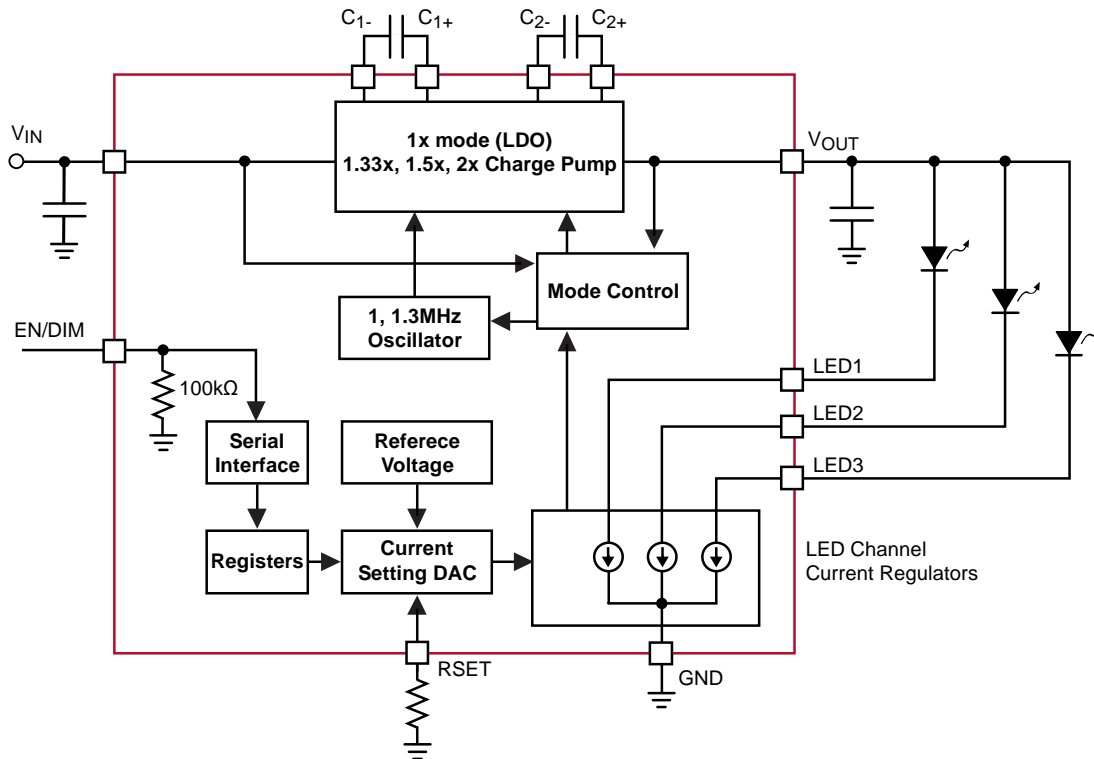 C1- C1+ C2- C2+
VIN
1x mode (LDO)
1.33x, 1.5x, 2x Charge Pump
VOUT
Mode Control
1, 1.3MHz
Oscillator
EN/DIM
100kΩ
LED1
Serial
Interface
Referece
Voltage
LED2
LED3
Registers
Current
Setting DAC
LED Channel
Current Regulators
RSET
GND